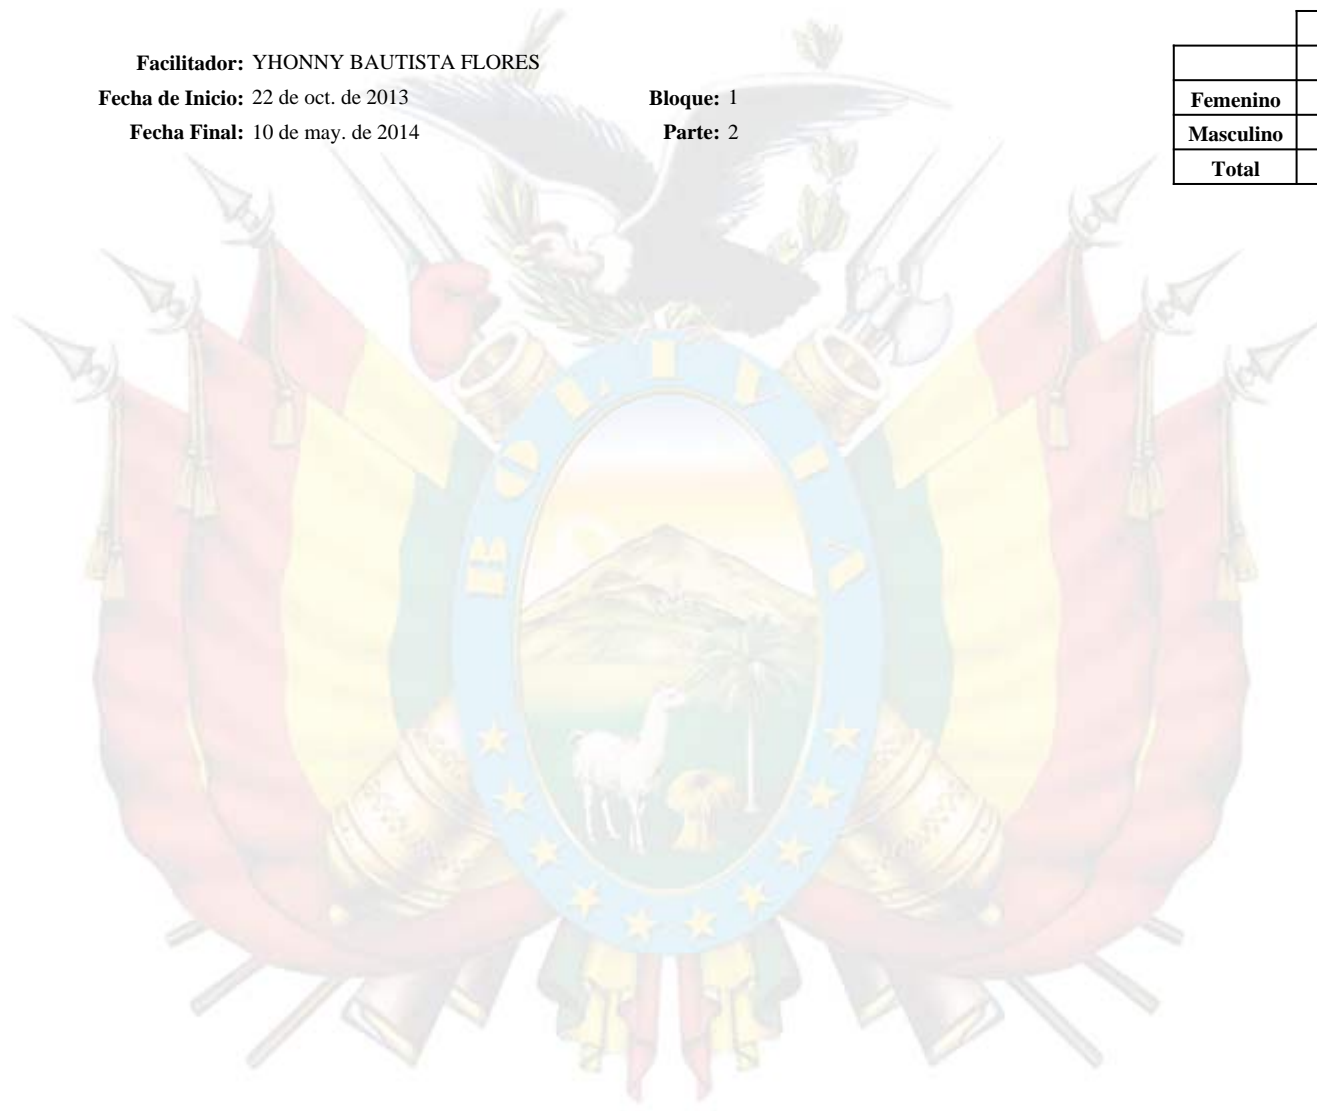 Facilitador: YHONNY BAUTISTA FLORES
Fecha de Inicio: 22 de oct. de 2013
Bloque: 1
Fecha Final: 10 de may. de 2014
Parte: 2
Femenino
Masculino
Total
BOLIVIA